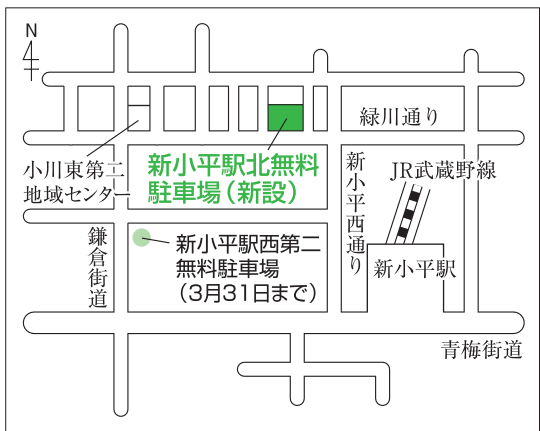 N
緑川通り
小川東第二
地域センター
新小平駅北無料
駐車場（新設）
新小平西通り
JR武蔵野線
鎌倉街道
新小平駅西第二
無料駐車場
（3月31日まで）
新小平駅
青梅街道